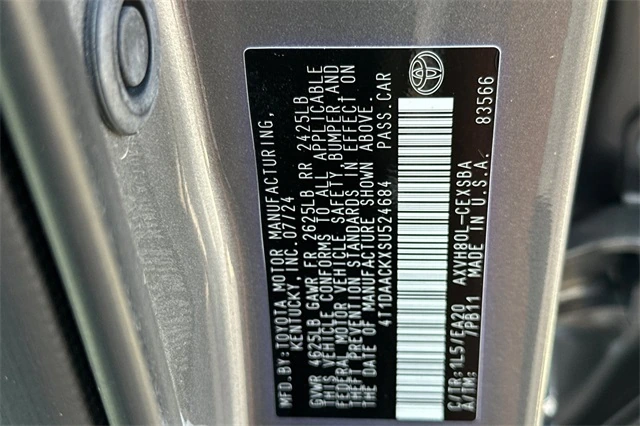 MFD.BY:TOYOTA MOTOR MANUFACTURING,
KENTUCKY, INC.07/24
GVWR 4625LB GAWR FR 2625LB RR 2425LB
THIS VEHICLE CONFORMS TO ALL APPLICABLE
FEDERAL MOTOR VEHICLE SAFETY, BUMPER, AND
THEFT PREVENTION STANDARDS IN EFFECT ON
THE DATE OF MANUFACTURE SHOWN ABOVE.
4T1DAACKXSU524684 PASS.CAR
C/TR:1L5/EA20 AXVH80L-CEXSBA
A/TM: 7PB11 MADE IN U.S.A. 83566